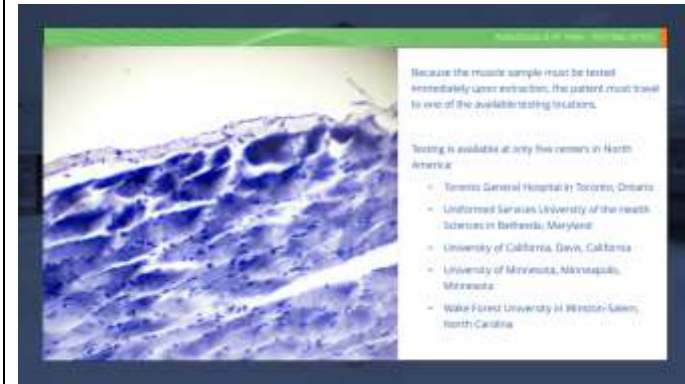 Because the muscle sample must be tested
immediately upon extraction, the patient must travel
to one of the available testing locations.
Testing is available at only five centers in North
America:
- Toronto General Hospital in Toronto, Ontario
- Uniformed Services University of the Health
Sciences in Bethesda, Maryland
- University of California, Davis, California
- University of Minnesota, Minneapolis,
Minnesota
- Wake Forest University in Winston-Salem,
North Carolina